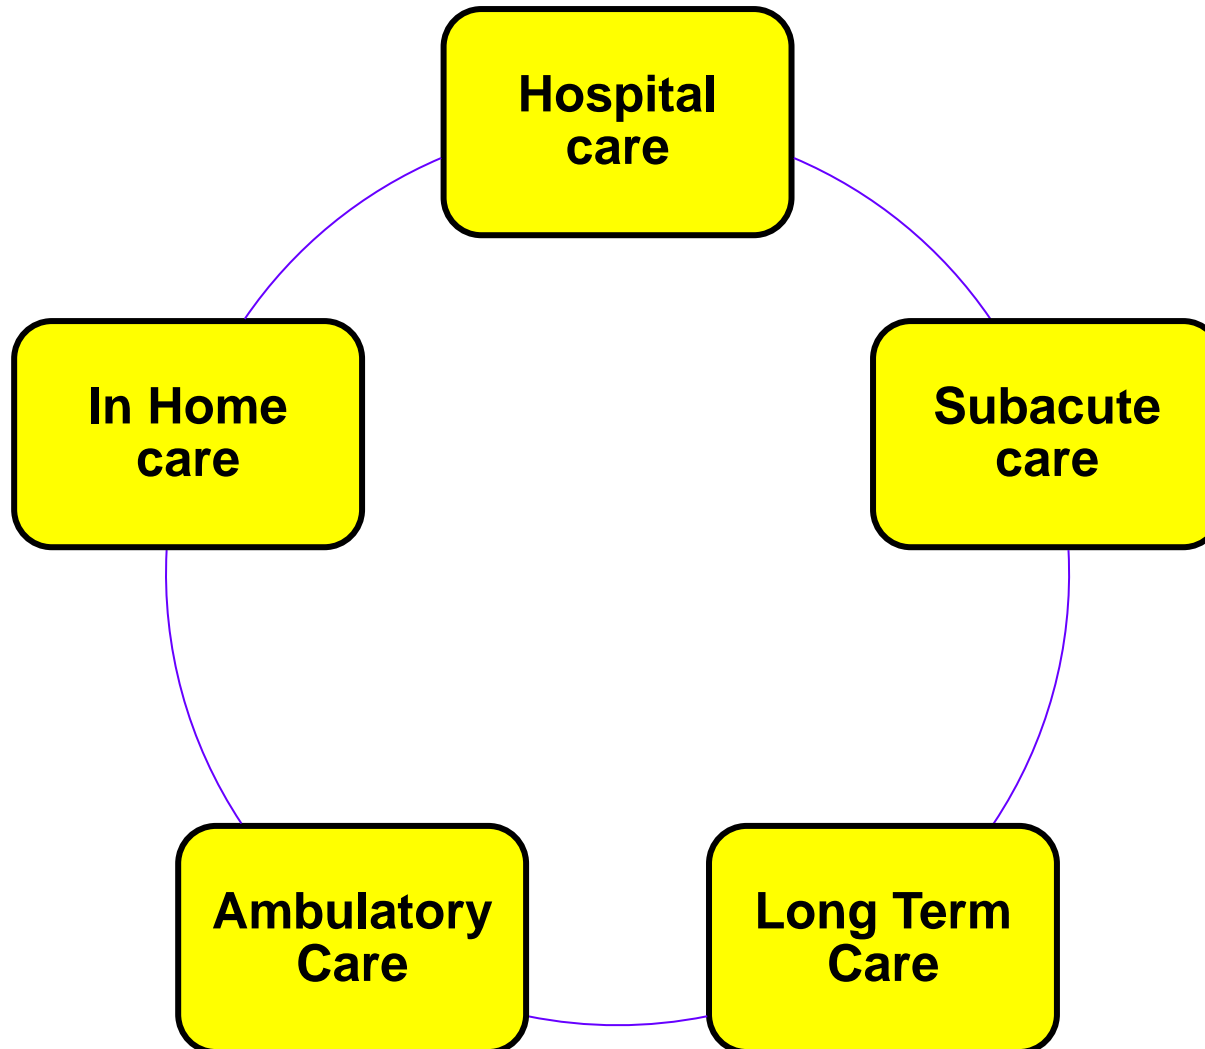 Hospital
care
In Home
care
Subacute
care
Ambulatory
Care
Long Term
Care